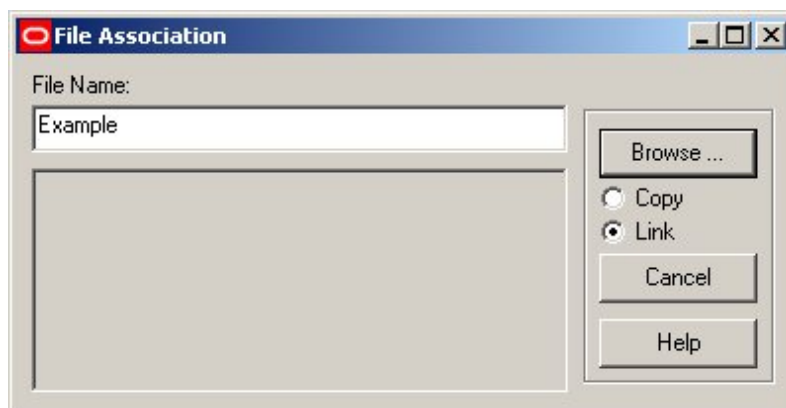 File Association
File Name:
Example
Browse ...
Copy
Link
Cancel
Help